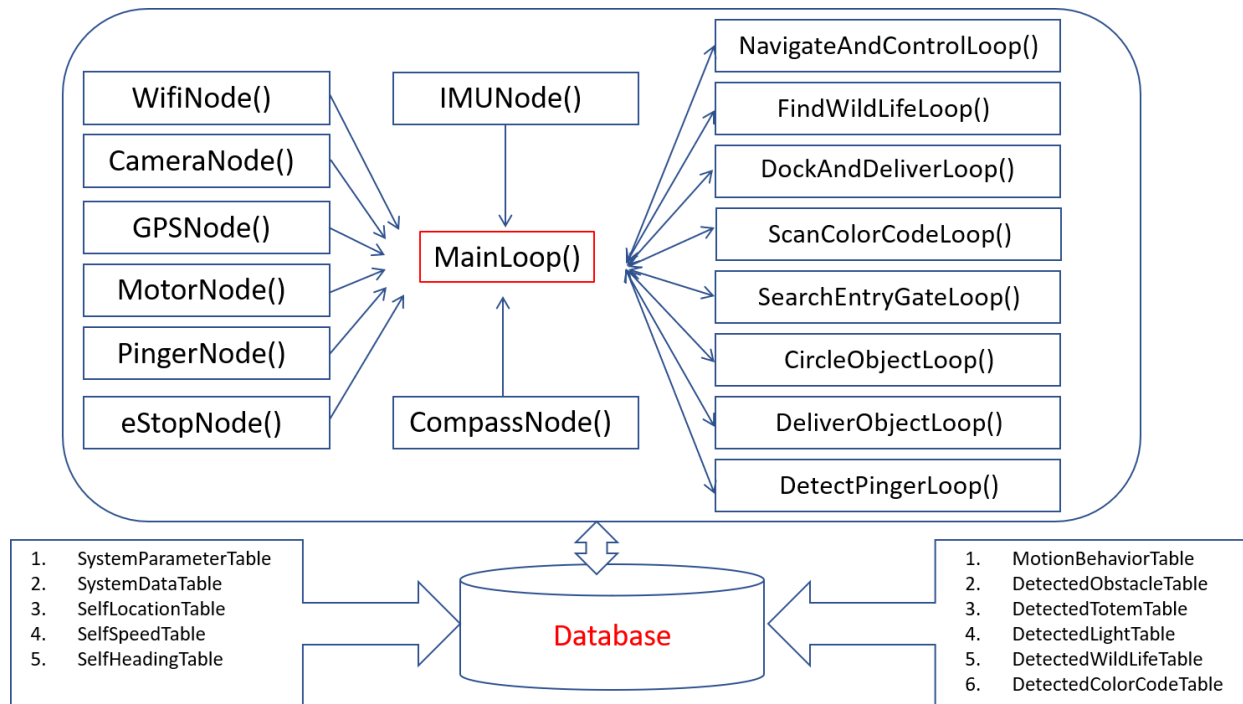 WifiNode()
CameraNode()
GPSNode()
MotorNode()
PingerNode()
eStopNode()
IMUNode()
MainLoop()
CompassNode()
NavigateAndControlLoop()
FindWildLifeLoop()
DockAndDeliverLoop()
ScanColorCodeLoop()
SearchEntryGateLoop()
CircleObjectLoop()
DeliverObjectLoop()
DetectPingerLoop()
1. SystemParameterTable
2. SystemDataTable
3. SelfLocationTable
4. SelfSpeedTable
5. SelfHeadingTable
Database
1. MotionBehaviorTable
2. DetectedObstacleTable
3. DetectedTotemTable
4. DetectedLightTable
5. DetectedWildLifeTable
6. DetectedColorCodeTable